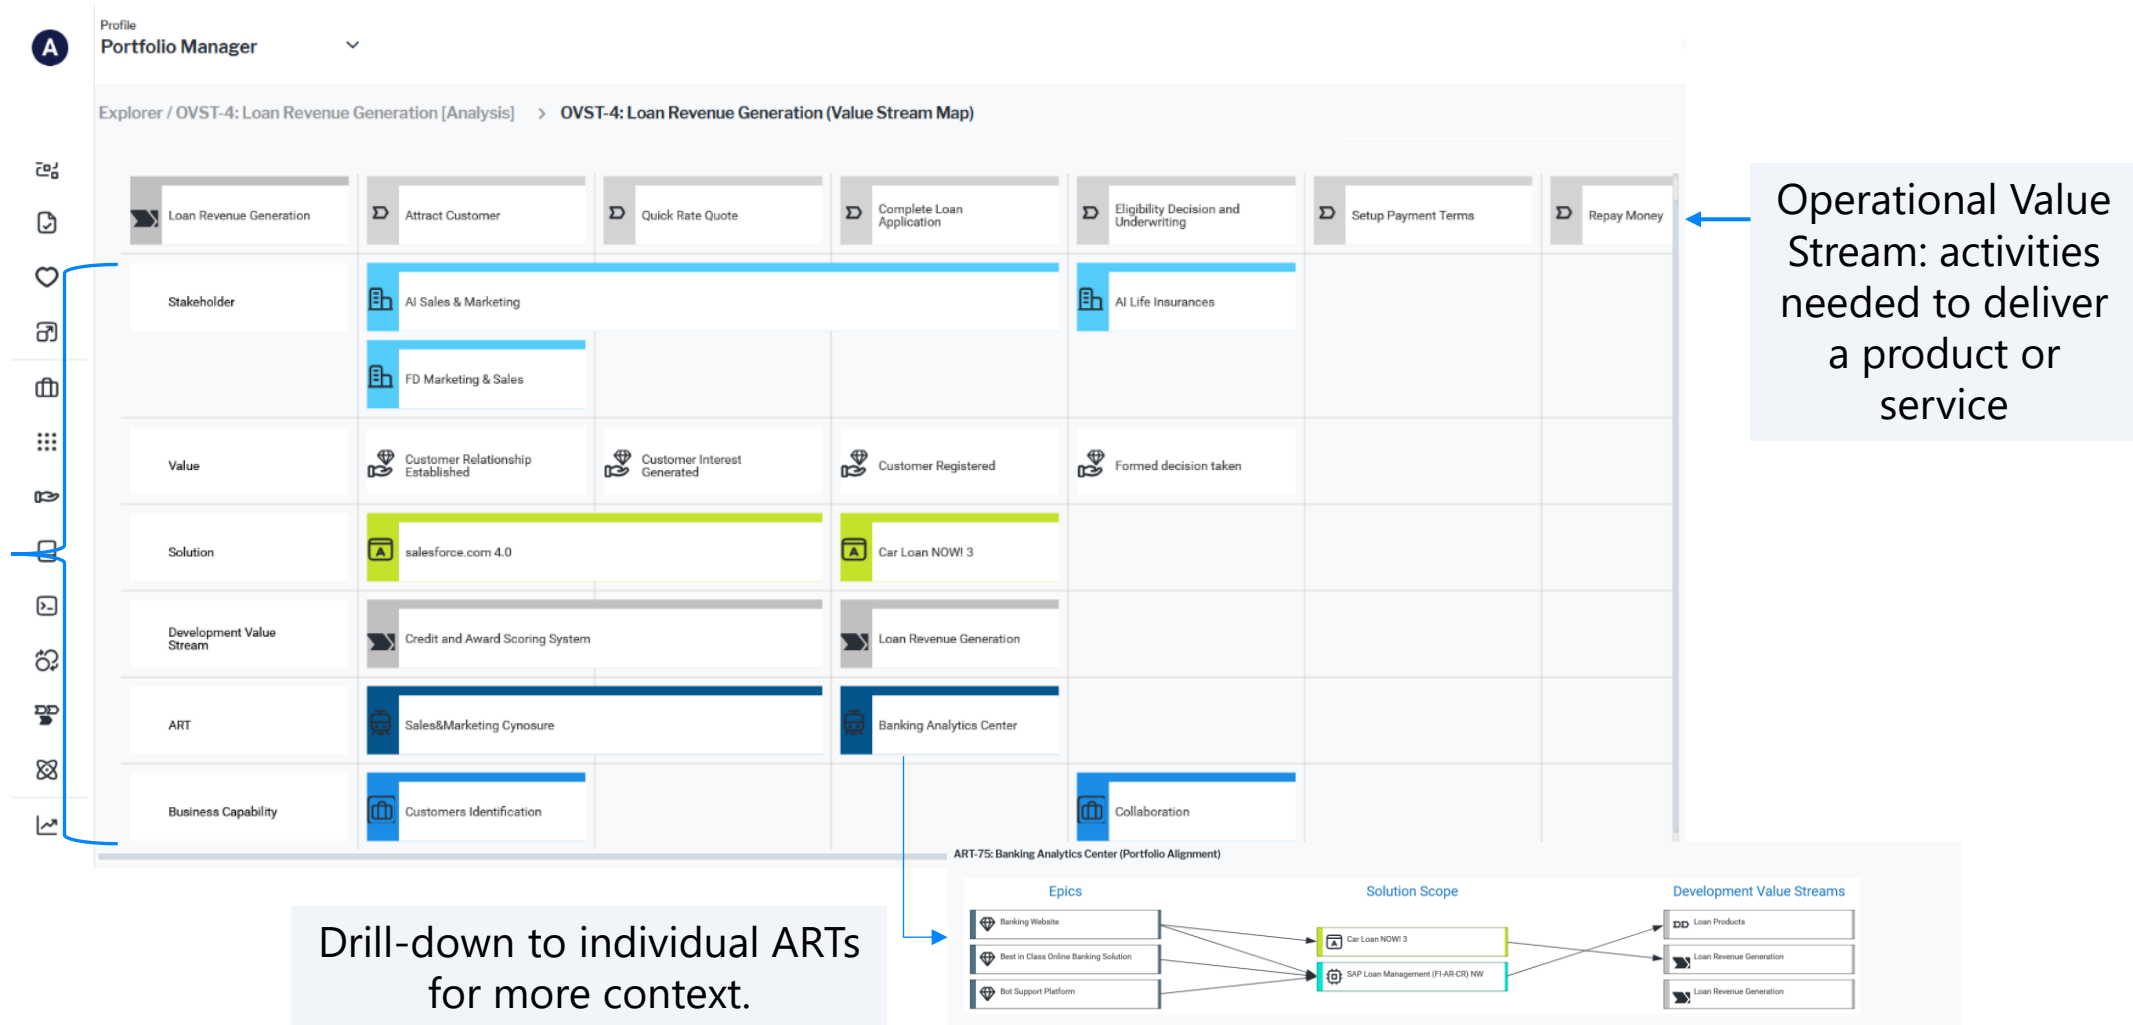 A
Profile
Portfolio Manager
Explorer / OVST-4: Loan Revenue Generation [Analysis] > OVST-4: Loan Revenue Generation (Value Stream Map)
Loan Revenue Generation
Attract Customer
Quick Rate Quote
Complete Loan
Application
Eligibility Decision and
Underwriting
Setup Payment Terms
Repay Money
Stakeholder
AI Sales & Marketing
AI Life Insurances
FD Marketing & Sales
Value
Customer Relationship
Established
Customer Interest
Generated
Customer Registered
Formed decision taken
Solution
salesforce.com 4.0
Car Loan NOW! 3
Development Value
Stream
Credit and Award Scoring System
Loan Revenue Generation
ART
Sales&Marketing Cynosure
Banking Analytics Center
Business Capability
Customers Identification
Collaboration
Operational Value
Stream: activities
needed to deliver
a product or
service
Drill-down to individual ARTs
for more context.
ART-75: Banking Analytics Center (Portfolio Alignment)
Epics
Solution Scope
Development Value Streams
Banking Website
Best in Class Online Banking Solution
Bot Support Platform
Car Loan NOW! 3
SAP Loan Management (FI-AR-CR) NW
Loan Products
Loan Revenue Generation
Loan Revenue Generation